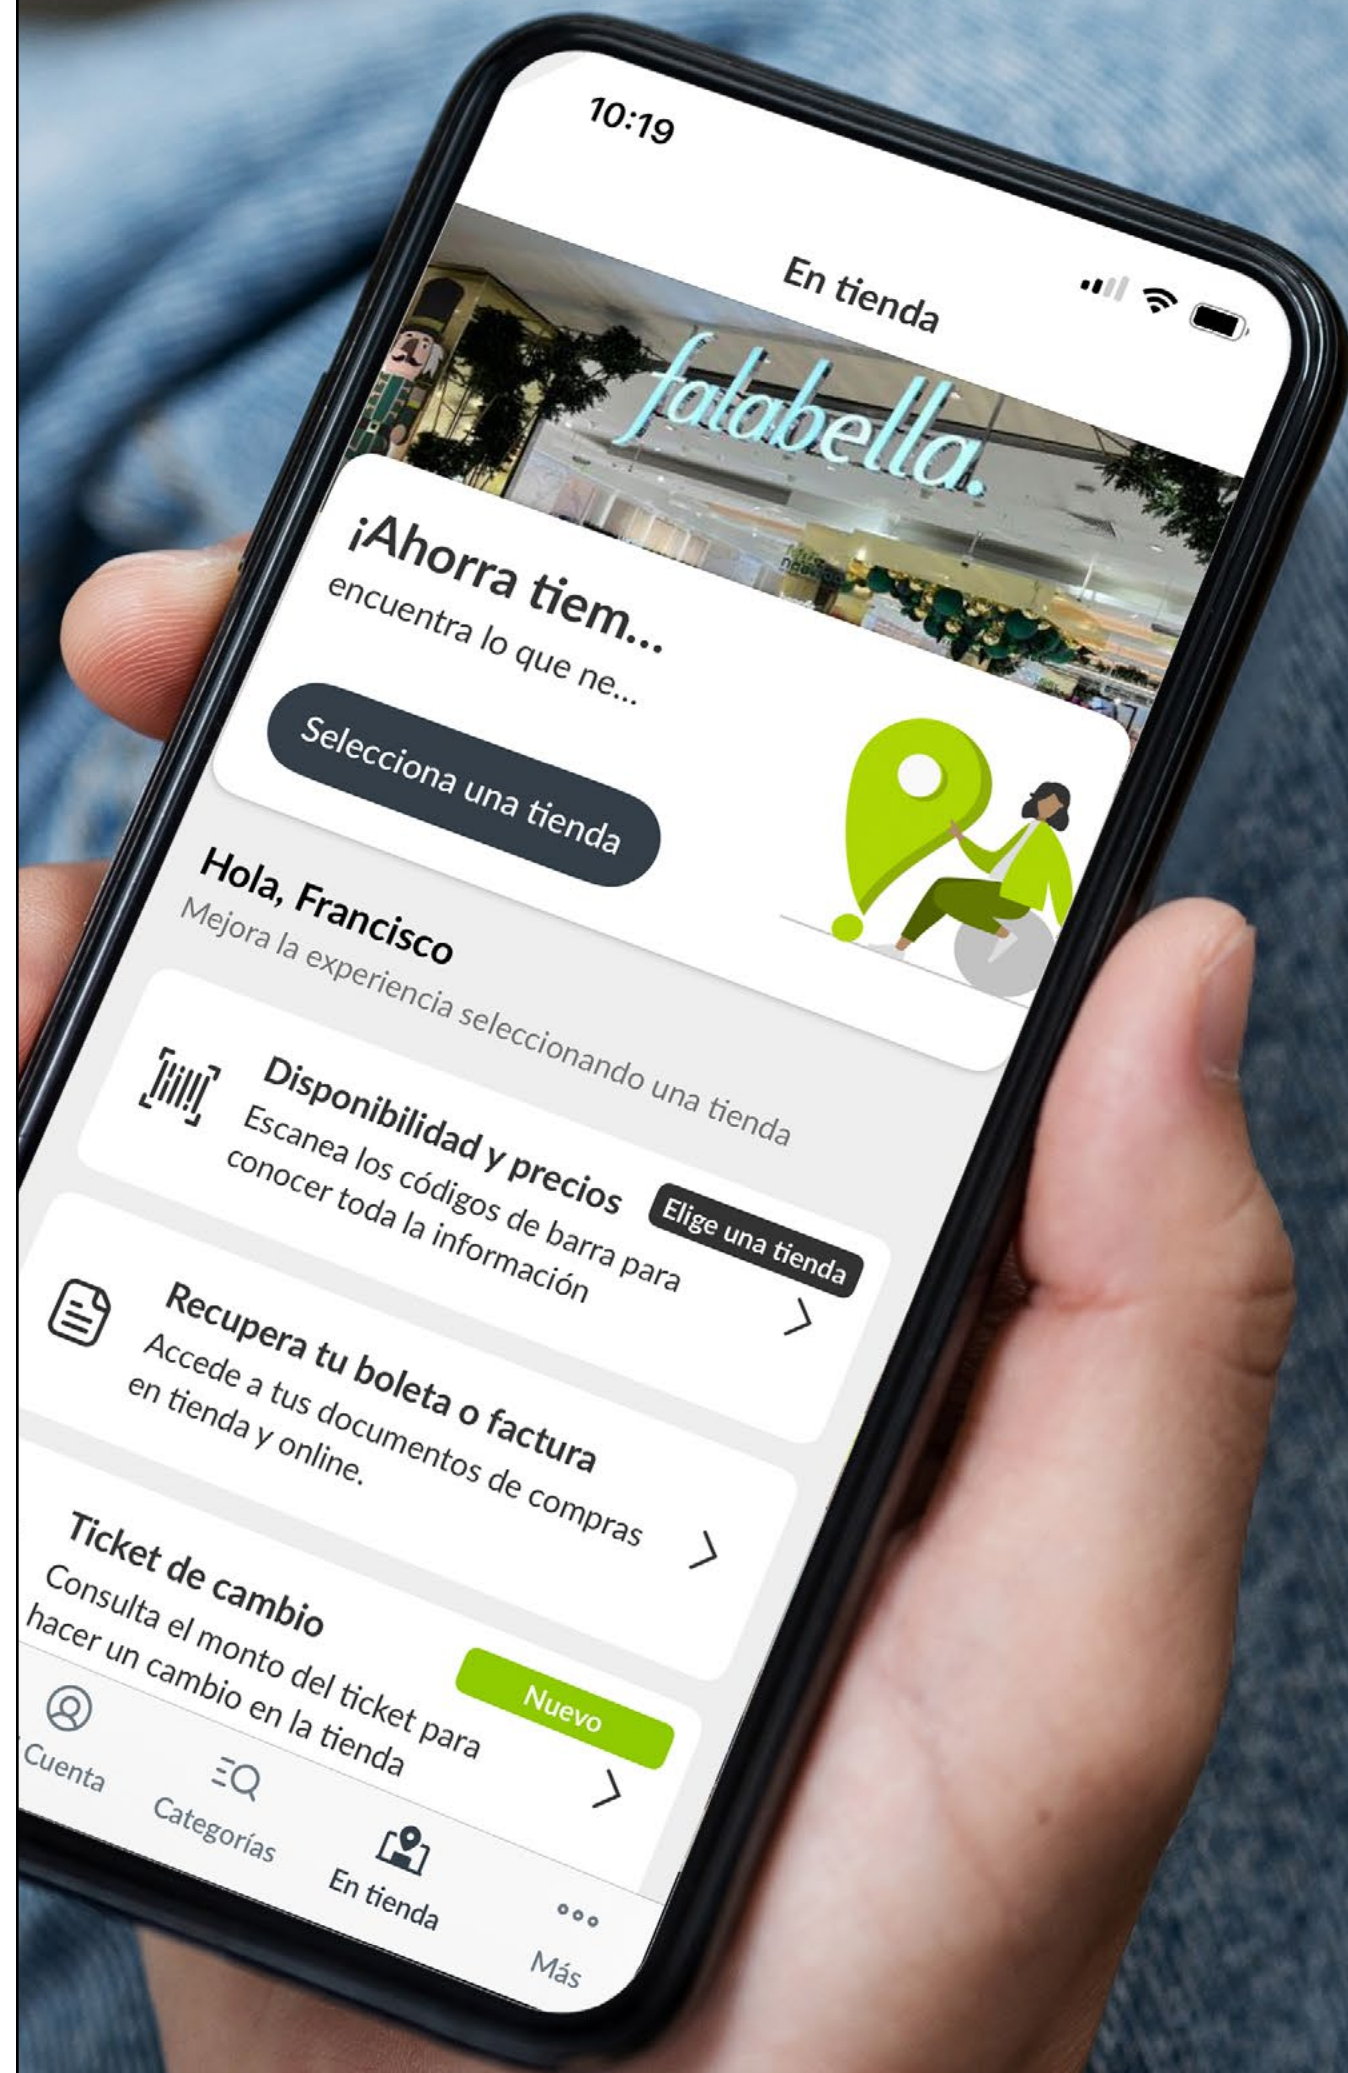 10:19
En tienda
falabella.
¡Ahorra tiem...
encuentra lo que ne...
Selecciona una tienda
Hola, Francisco
Mejora la experiencia seleccionando una tienda
Disponibilidad y precios
Elige una tienda
Escanea los códigos de barra para
conocer toda la información
Recupera tu boleta o factura
Accede a tus documentos de compras
en tienda y online.
Ticket de cambio
Nuevo
Consulta el monto del ticket para
hacer un cambio en la tienda
Cuenta
Categorías
En tienda
Más